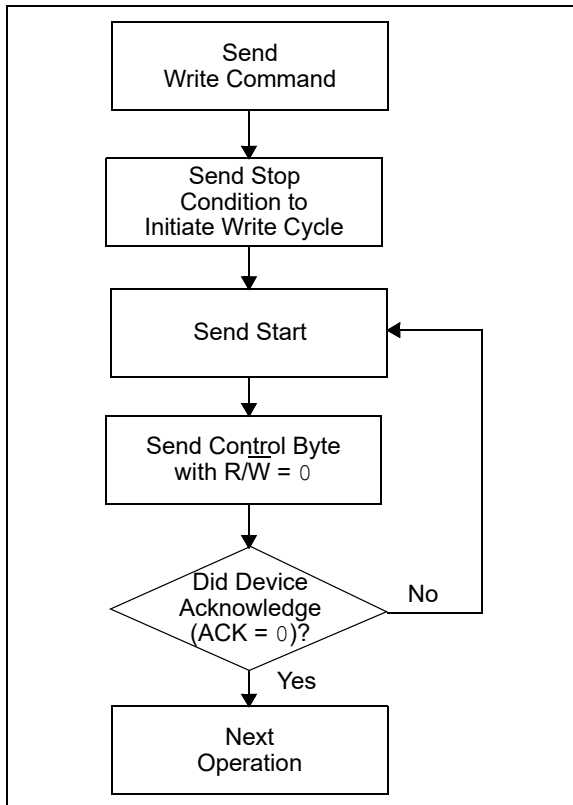 Send
Write Command
Send Stop
Condition to
Initiate Write Cycle
Send Start
Send Control Byte
with R/W̅ = 0
Did Device
Acknowledge
(ACK = 0)?
No
Yes
Next
Operation